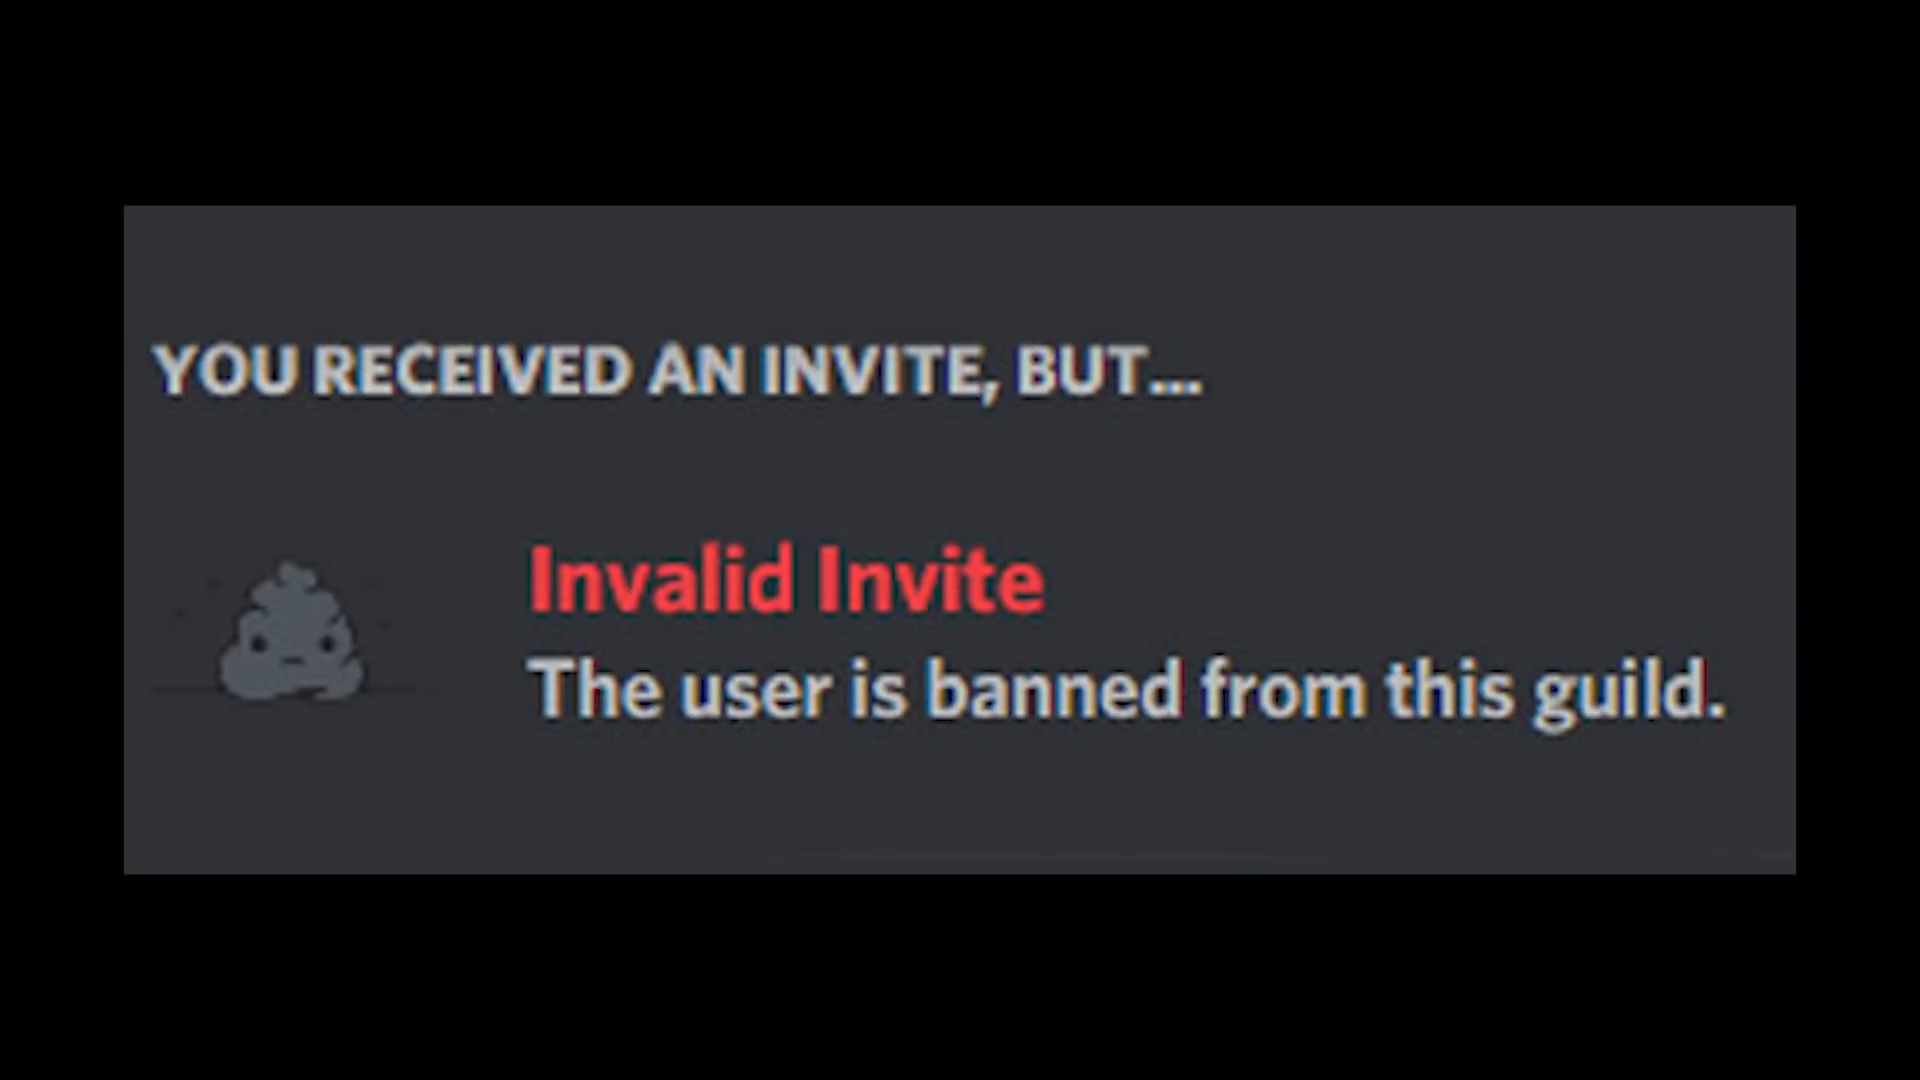 YOU RECEIVED AN INVITE, BUT...
Invalid Invite
The user is banned from this guild.